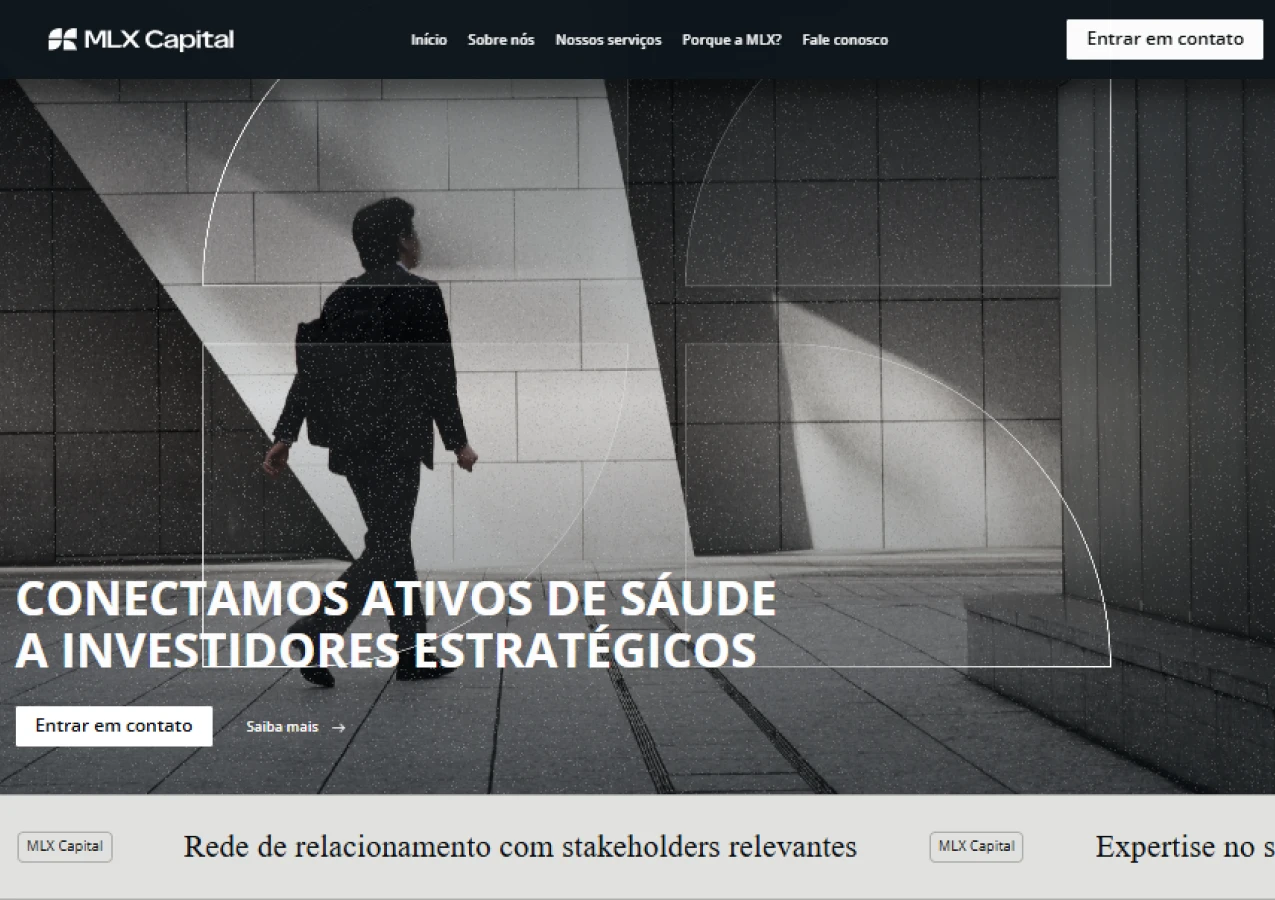 MLX Capital
Início Sobre nós Nossos serviços Porque a MLX? Fale conosco
Entrar em contato
CONECTAMOS ATIVOS DE SAÚDE
A INVESTIDORES ESTRATÉGICOS
Entrar em contato
Saiba mais →
MLX Capital Rede de relacionamento com stakeholders relevantes MLX Capital Expertise no s